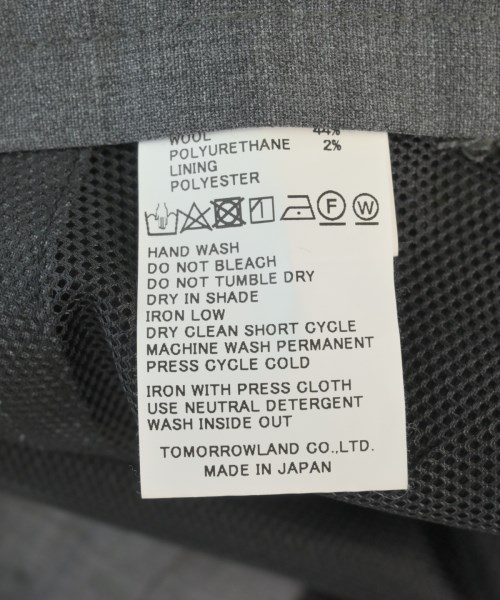 WOOL 44%
POLYURETHANE 2%
LINING
POLYESTER
F W
HAND WASH
DO NOT BLEACH
DO NOT TUMBLE DRY
DRY IN SHADE
IRON LOW
DRY CLEAN SHORT CYCLE
MACHINE WASH PERMANENT
PRESS CYCLE COLD
IRON WITH PRESS CLOTH
USE NEUTRAL DETERGENT
WASH INSIDE OUT
TOMORROWLAND CO.,LTD.
MADE IN JAPAN